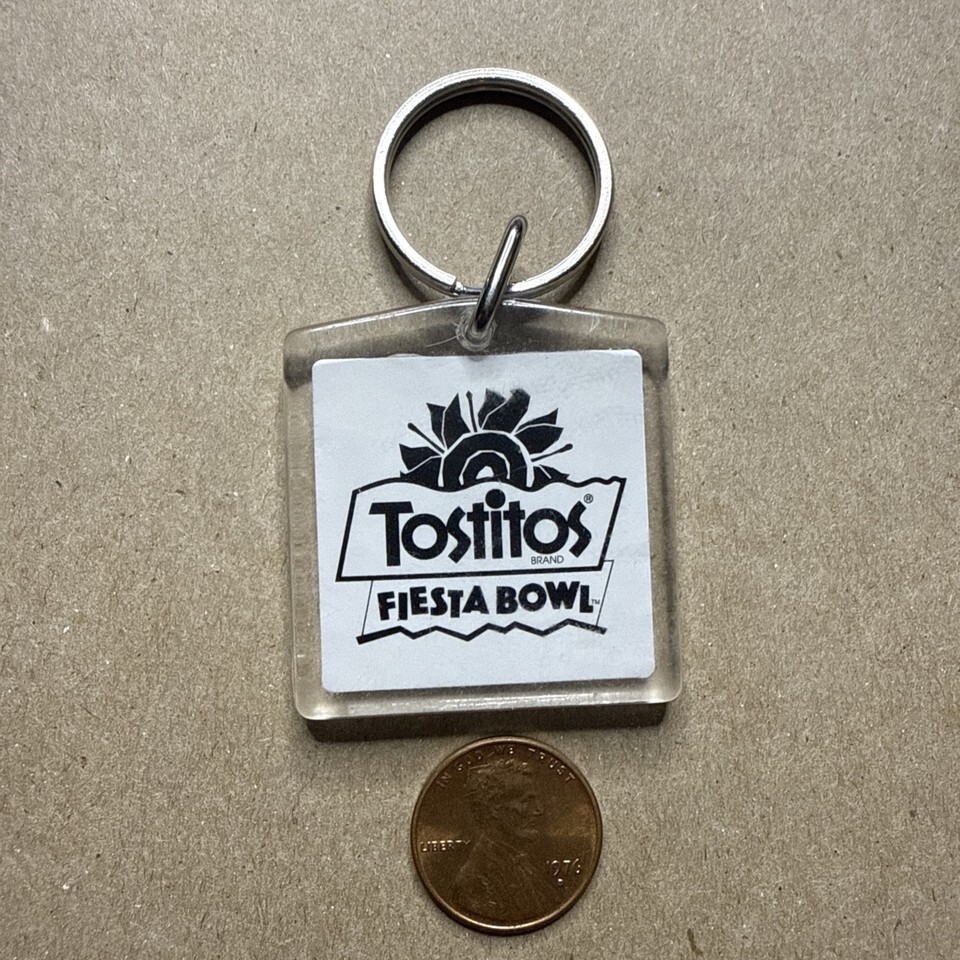 Tostitos®
BRAND
FIESTA BOWL™
IN GOD WE TRUST
LIBERTY
1976
D